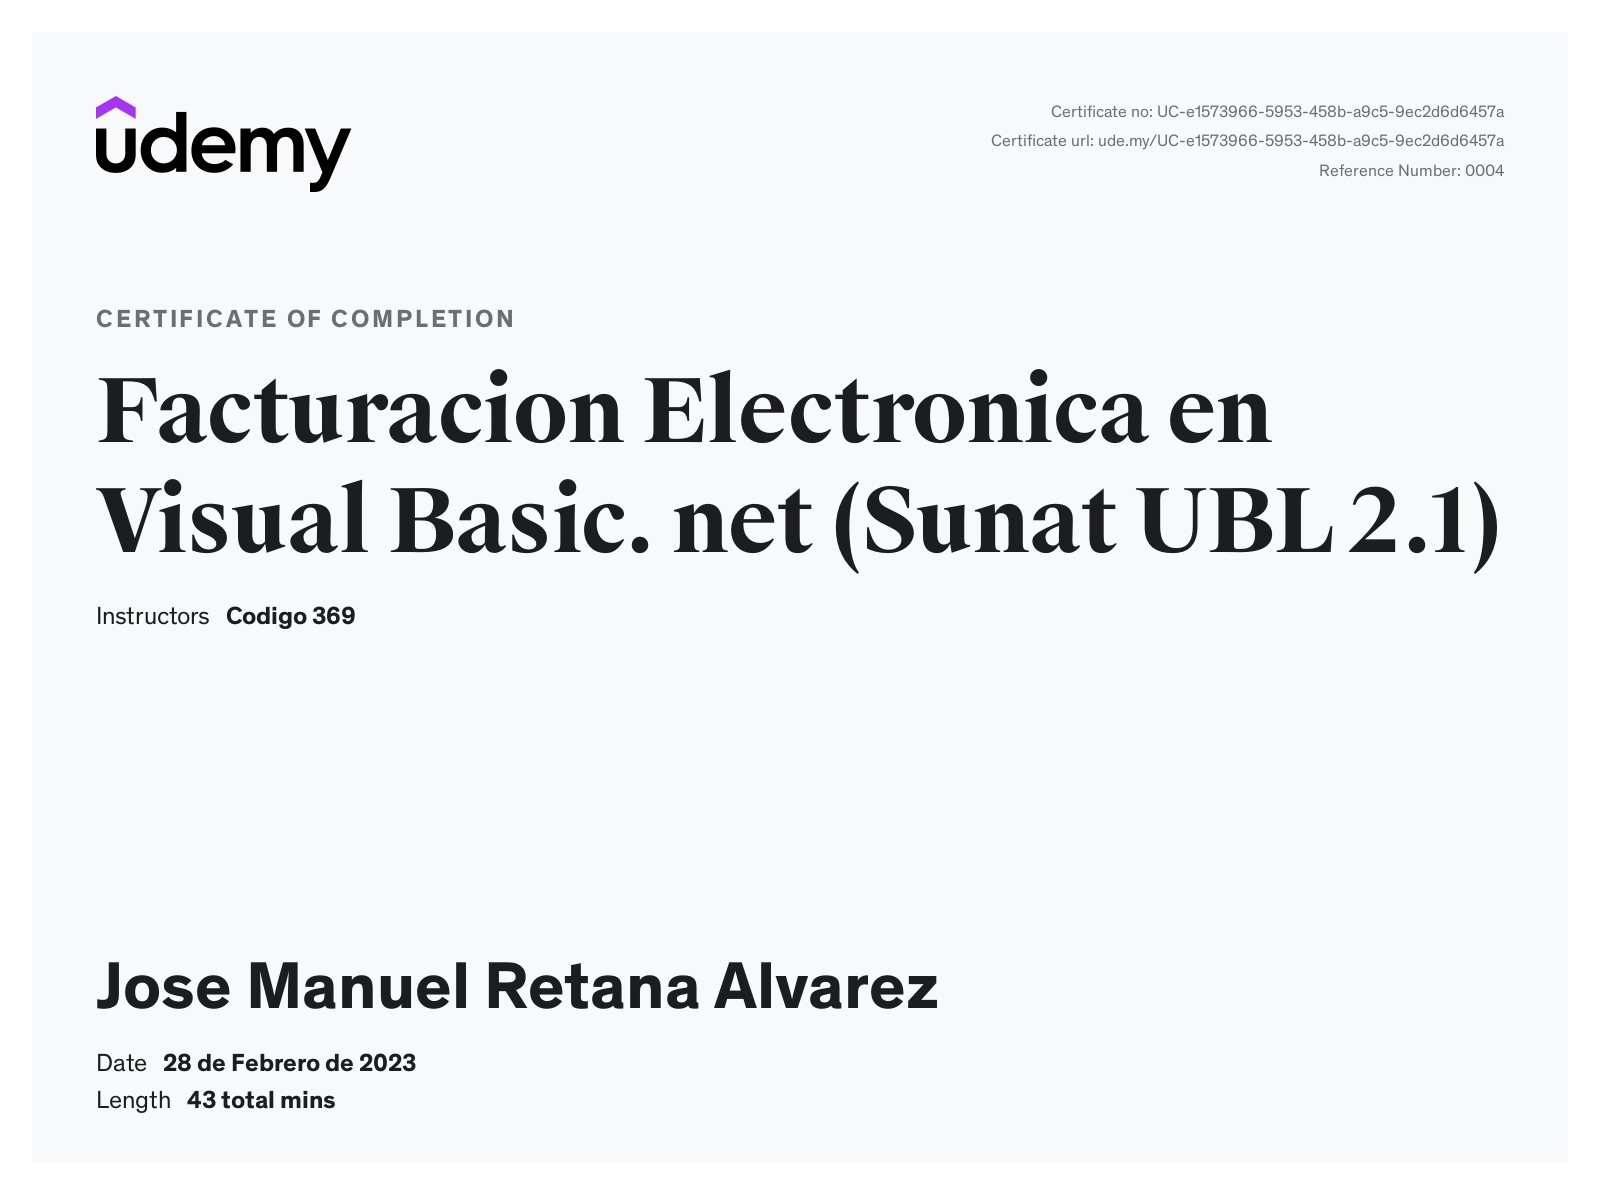 udemy
Certificate no: UC-e1573966-5953-458b-a9c5-9ec2d6d6457a
Certificate url: ude.my/UC-e1573966-5953-458b-a9c5-9ec2d6d6457a
Reference Number: 0004
CERTIFICATE OF COMPLETION
Facturacion Electronica en
Visual Basic. net (Sunat UBL 2.1)
Instructors Codigo 369
Jose Manuel Retana Alvarez
Date 28 de Febrero de 2023
Length 43 total mins